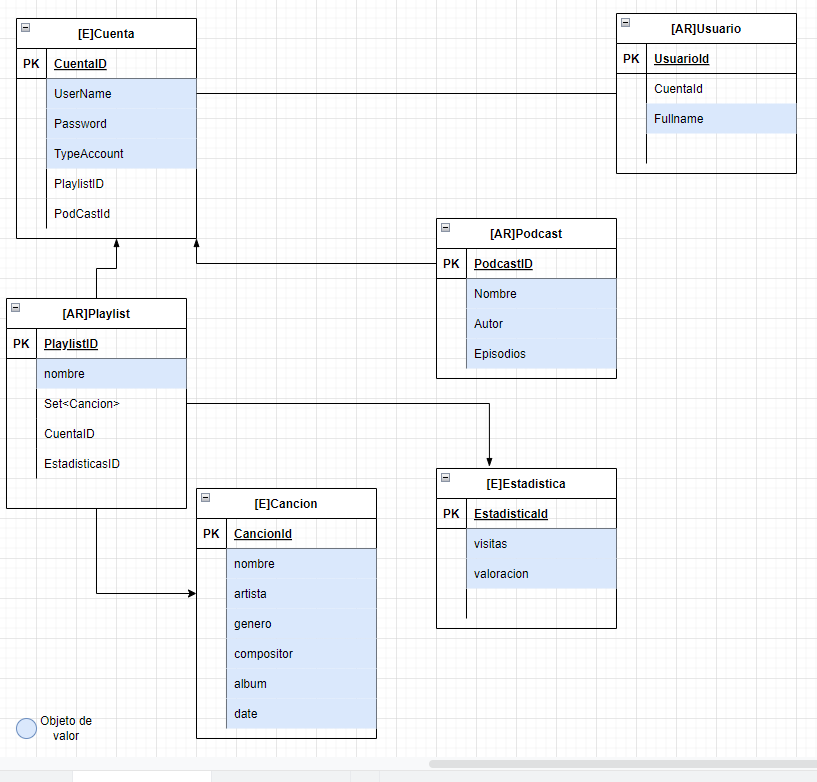 [E]Cuenta
PK CuentaID
UserName
Password
TypeAccount
PlaylistID
PodCastId
[AR]Usuario
PK UsuarioId
CuentaId
Fullname
[AR]Podcast
PK PodcastID
Nombre
Autor
Episodios
[AR]Playlist
PK PlaylistID
nombre
Set<Cancion>
CuentaID
EstadisticasID
[E]Cancion
PK CancionId
nombre
artista
genero
compositor
album
date
[E]Estadistica
PK EstadisticaId
visitas
valoracion
Objeto de
valor